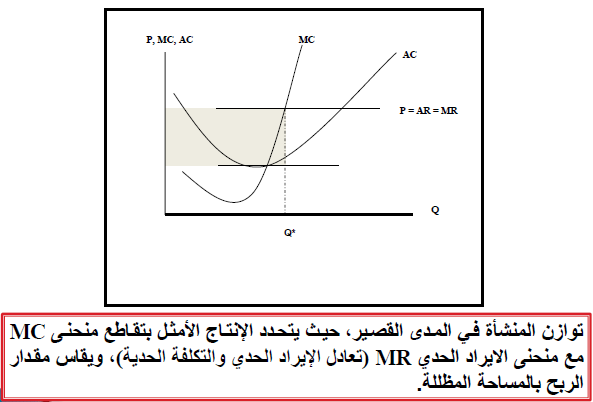 P, MC, AC
MC
AC
P = AR = MR
Q
Q*
توازن المنشأة في المدى القصير، حيث يتحدد الإنتاج الأمثل بتقاطع منحنى MC
مع منحنى الايراد الحدي MR (تعادل الإيراد الحدي والتكلفة الحدية)، ويقاس مقدار
الربح بالمساحة المظللة.